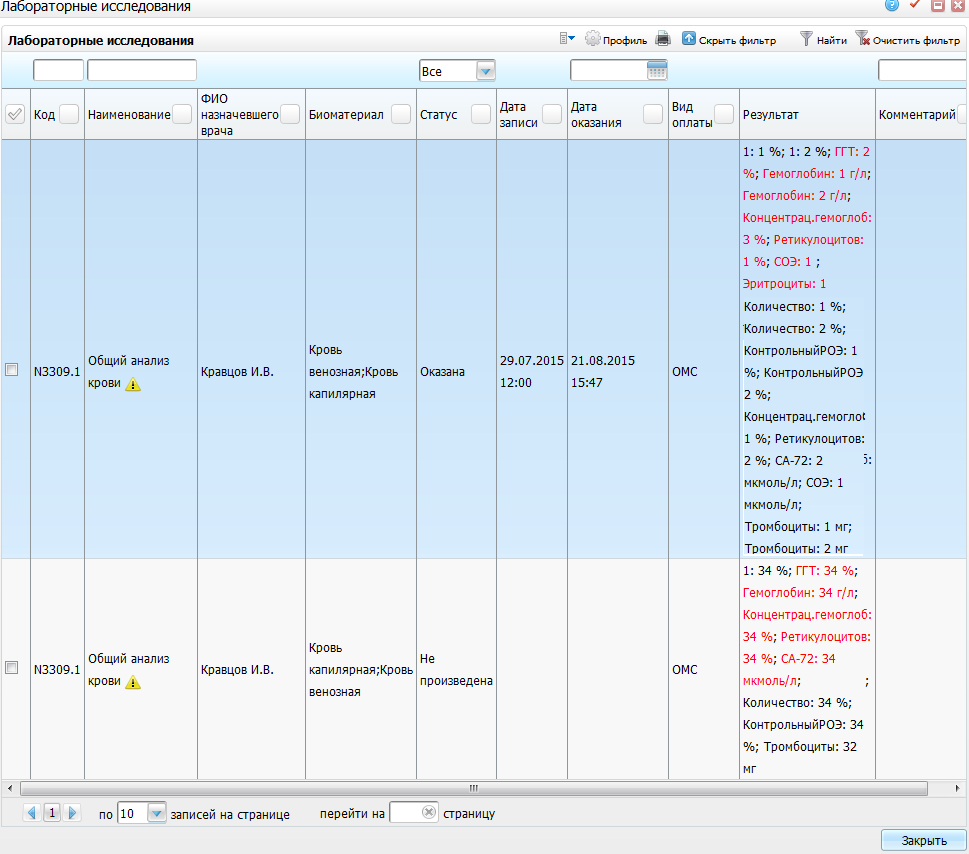 Лабораторные исследования
Лабораторные исследования
Профиль
Скрыть фильтр
Найти
Очистить фильтр
Все
Код
Наименование
ФИО
назначевшего
врача
Биоматериал
Статус
Дата
записи
Дата
оказания
Вид
оплаты
Результат
Комментарий
N3309.1
Общий анализ
крови
Кравцов И.В.
Кровь
венозная;Кровь
капилярная
Оказана
29.07.2015
12:00
21.08.2015
15:47
ОМС
1: 1 %; 1: 2 %; ГГТ: 2
%; Гемоглобин: 1 г/л;
Гемоглобин: 2 г/л;
Концентрац.гемоглоб:
3 %; Ретикулоцитов:
1 %; СОЭ: 1 ;
Эритроциты: 1
Количество: 1 %;
Количество: 2 %;
КонтрольныйРОЭ: 1
%; КонтрольныйРОЭ
2 %;
Концентрац.гемогло
1 %; Ретикулоцитов:
2 %; СА-72: 2
мкмоль/л; СОЭ: 1
мкмоль/л;
Тромбоциты: 1 мг;
Тромбоциты: 2 мг
N3309.1
Общий анализ
крови
Кравцов И.В.
Кровь
капилярная;Кровь
венозная
Не
произведена
ОМС
1: 34 %; ГГТ: 34 %;
Гемоглобин: 34 г/л;
Концентрац.гемоглоб:
34 %; Ретикулоцитов:
34 %; СА-72: 34
мкмоль/л; ;
Количество: 34 %;
КонтрольныйРОЭ: 34
%; Тромбоциты: 32
мг
1
по 10 записей на странице
перейти на страницу
Закрыть